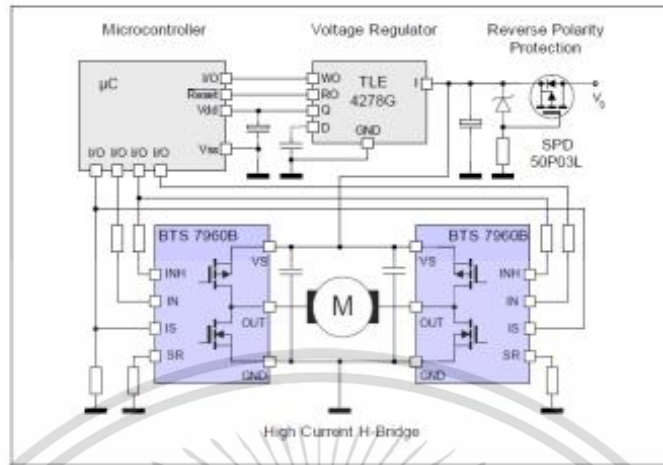 Microcontroller
Voltage Regulator
Reverse Polarity
Protection
µC
I/O
Reset
Vdd
Vss
I/O I/O I/O I/O
WO
RO
Q
D
TLE
4278G
GND
I
Vs
SPD
50P03L
BTS 7960B
VS
INH
IN
IS
SR
OUT
GND
M
BTS 7960B
VS
INH
IN
IS
SR
OUT
GND
High Current H-Bridge